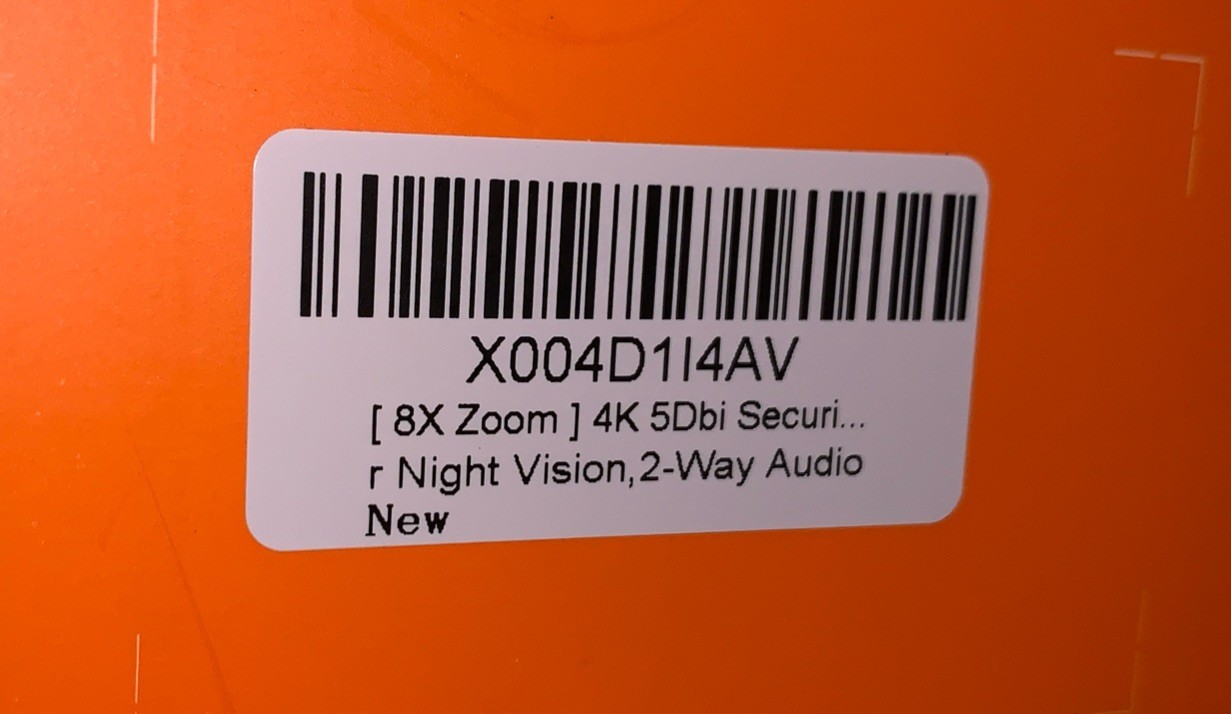 X004D1I4AV
[ 8X Zoom ] 4K 5Dbi Securi...
r Night Vision,2-Way Audio
New